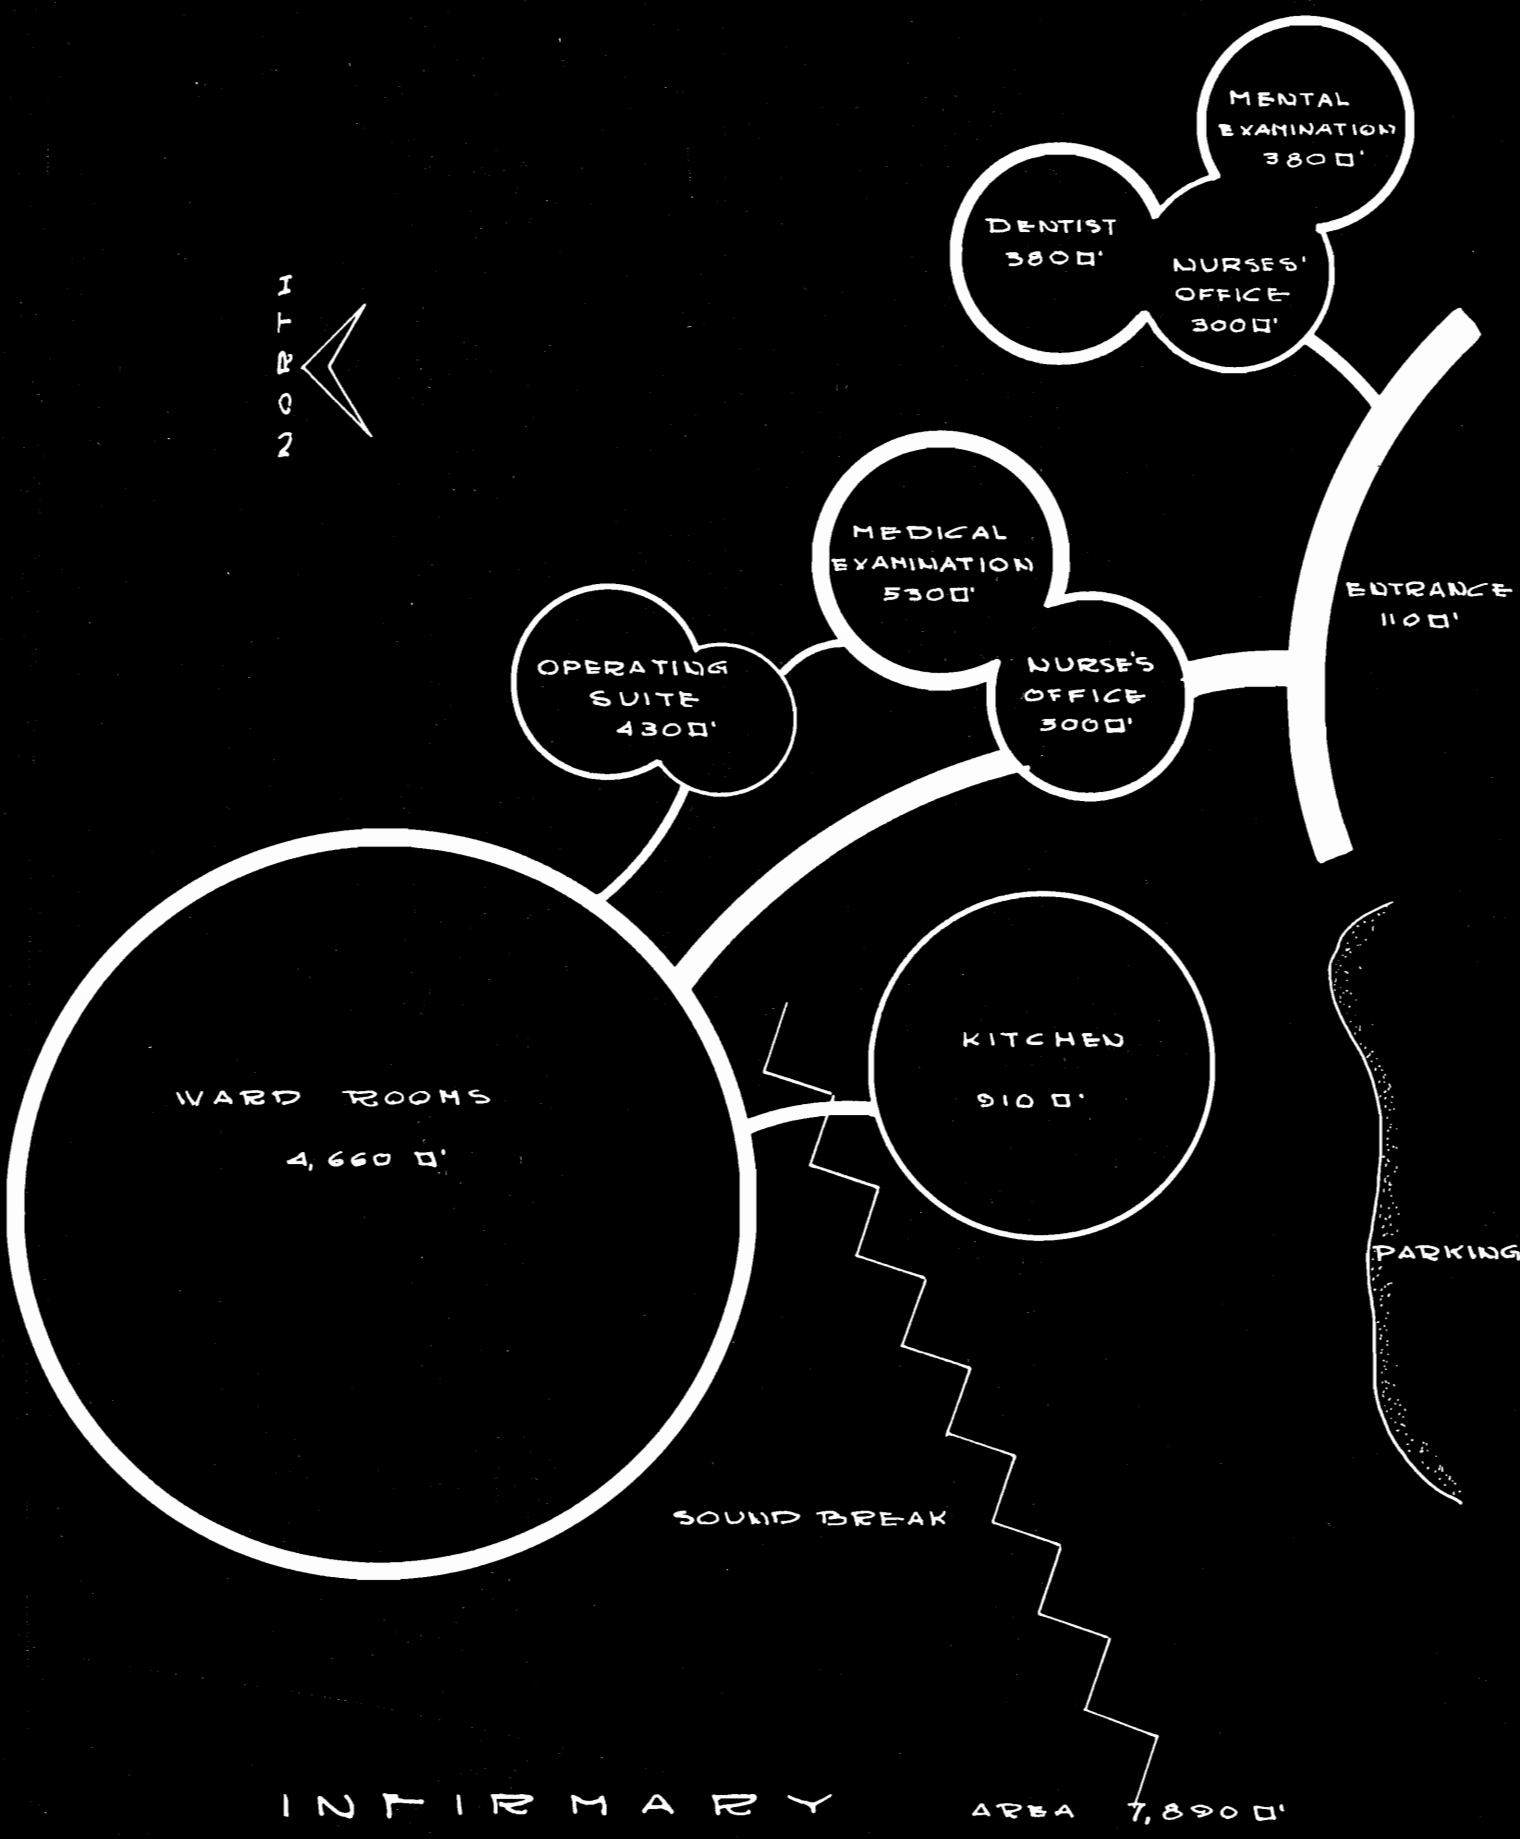 MENTAL
EXAMINATION
380□'
DENTIST
380□'
NURSES'
OFFICE
300□'
NORTH
MEDICAL
EXAMINATION
530□'
ENTRANCE
110□'
OPERATING
SUITE
430□'
NURSE'S
OFFICE
300□'
KITCHEN
910 □'
WARD ROOMS
4,660 □'
PARKING
SOUND BREAK
INFIRMARY AREA 7,890□'